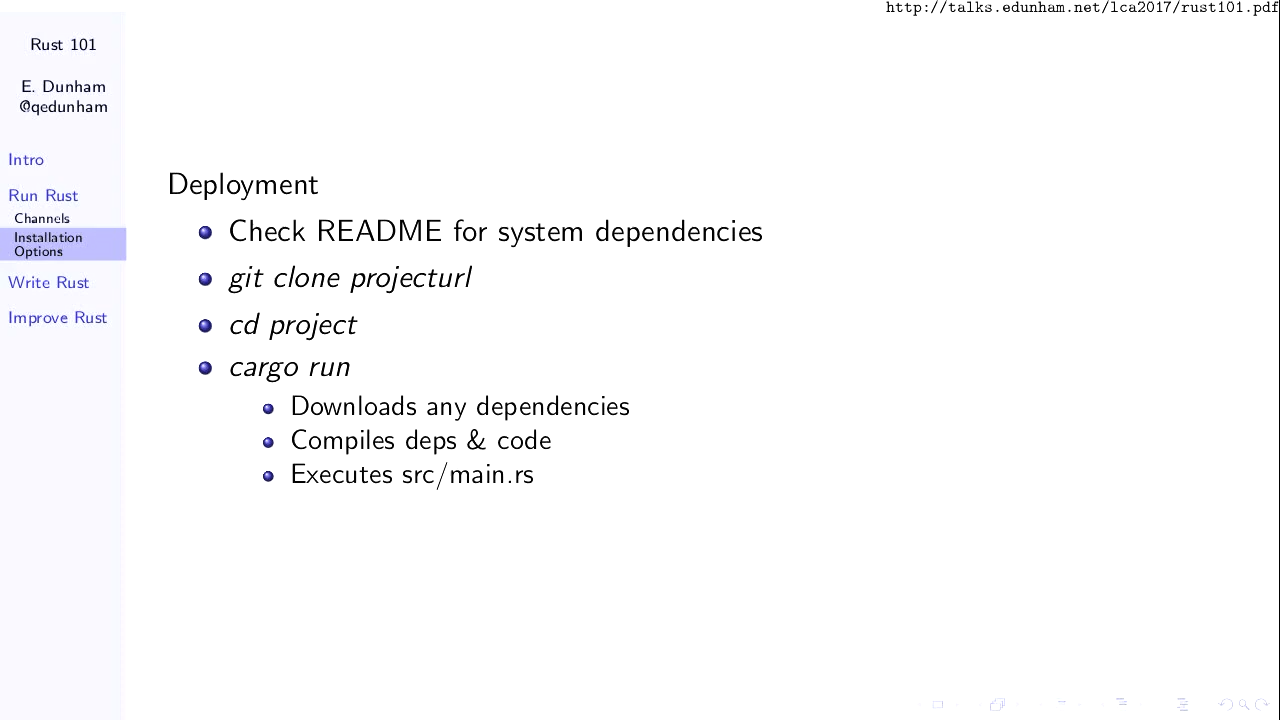 http://talks.edunham.net/lca2017/rust101.pdf
Rust 101
E. Dunham
@qedunham
Intro
Run Rust
Channels
Installation
Options
Write Rust
Improve Rust
Deployment
Check README for system dependencies
git clone projecturl
cd project
cargo run
Downloads any dependencies
Compiles deps & code
Executes src/main.rs